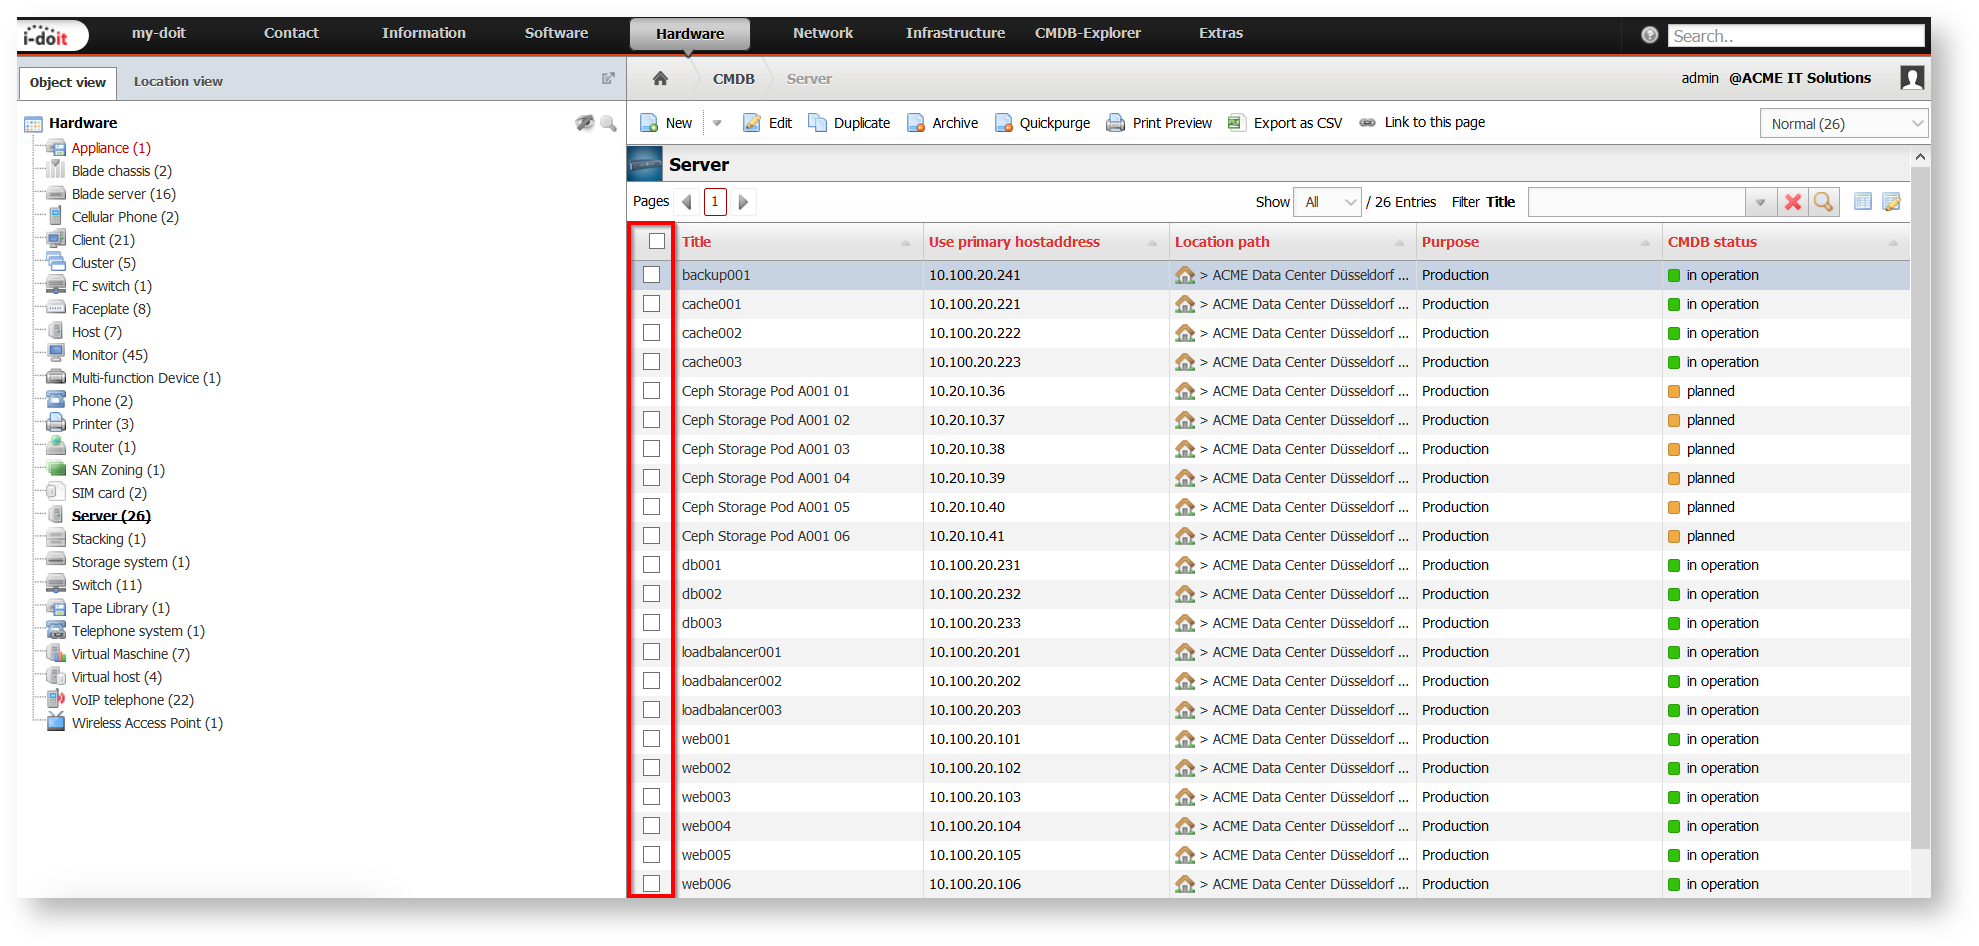 i-doit my-doit Contact Information Software Hardware Network Infrastructure CMDB-Explorer Extras ? Search..
Object view Location view CMDB Server admin @ACME IT Solutions
New Edit Duplicate Archive Quickpurge Print Preview Export as CSV Link to this page Normal (26)
Hardware
Appliance (1)
Blade chassis (2)
Blade server (16)
Cellular Phone (2)
Client (21)
Cluster (5)
FC switch (1)
Faceplate (8)
Host (7)
Monitor (45)
Multi-function Device (1)
Phone (2)
Printer (3)
Router (1)
SAN Zoning (1)
SIM card (2)
Server (26)
Stacking (1)
Storage system (1)
Switch (11)
Tape Library (1)
Telephone system (1)
Virtual Maschine (7)
Virtual host (4)
VoIP telephone (22)
Wireless Access Point (1)
Server
Pages 1 Show All / 26 Entries Filter Title
Title Use primary hostaddress Location path Purpose CMDB status
backup001 10.100.20.241 > ACME Data Center Düsseldorf ... Production in operation
cache001 10.100.20.221 > ACME Data Center Düsseldorf ... Production in operation
cache002 10.100.20.222 > ACME Data Center Düsseldorf ... Production in operation
cache003 10.100.20.223 > ACME Data Center Düsseldorf ... Production in operation
Ceph Storage Pod A001 01 10.20.10.36 > ACME Data Center Düsseldorf ... Production planned
Ceph Storage Pod A001 02 10.20.10.37 > ACME Data Center Düsseldorf ... Production planned
Ceph Storage Pod A001 03 10.20.10.38 > ACME Data Center Düsseldorf ... Production planned
Ceph Storage Pod A001 04 10.20.10.39 > ACME Data Center Düsseldorf ... Production planned
Ceph Storage Pod A001 05 10.20.10.40 > ACME Data Center Düsseldorf ... Production planned
Ceph Storage Pod A001 06 10.20.10.41 > ACME Data Center Düsseldorf ... Production planned
db001 10.100.20.231 > ACME Data Center Düsseldorf ... Production in operation
db002 10.100.20.232 > ACME Data Center Düsseldorf ... Production in operation
db003 10.100.20.233 > ACME Data Center Düsseldorf ... Production in operation
loadbalancer001 10.100.20.201 > ACME Data Center Düsseldorf ... Production in operation
loadbalancer002 10.100.20.202 > ACME Data Center Düsseldorf ... Production in operation
loadbalancer003 10.100.20.203 > ACME Data Center Düsseldorf ... Production in operation
web001 10.100.20.101 > ACME Data Center Düsseldorf ... Production in operation
web002 10.100.20.102 > ACME Data Center Düsseldorf ... Production in operation
web003 10.100.20.103 > ACME Data Center Düsseldorf ... Production in operation
web004 10.100.20.104 > ACME Data Center Düsseldorf ... Production in operation
web005 10.100.20.105 > ACME Data Center Düsseldorf ... Production in operation
web006 10.100.20.106 > ACME Data Center Düsseldorf ... Production in operation